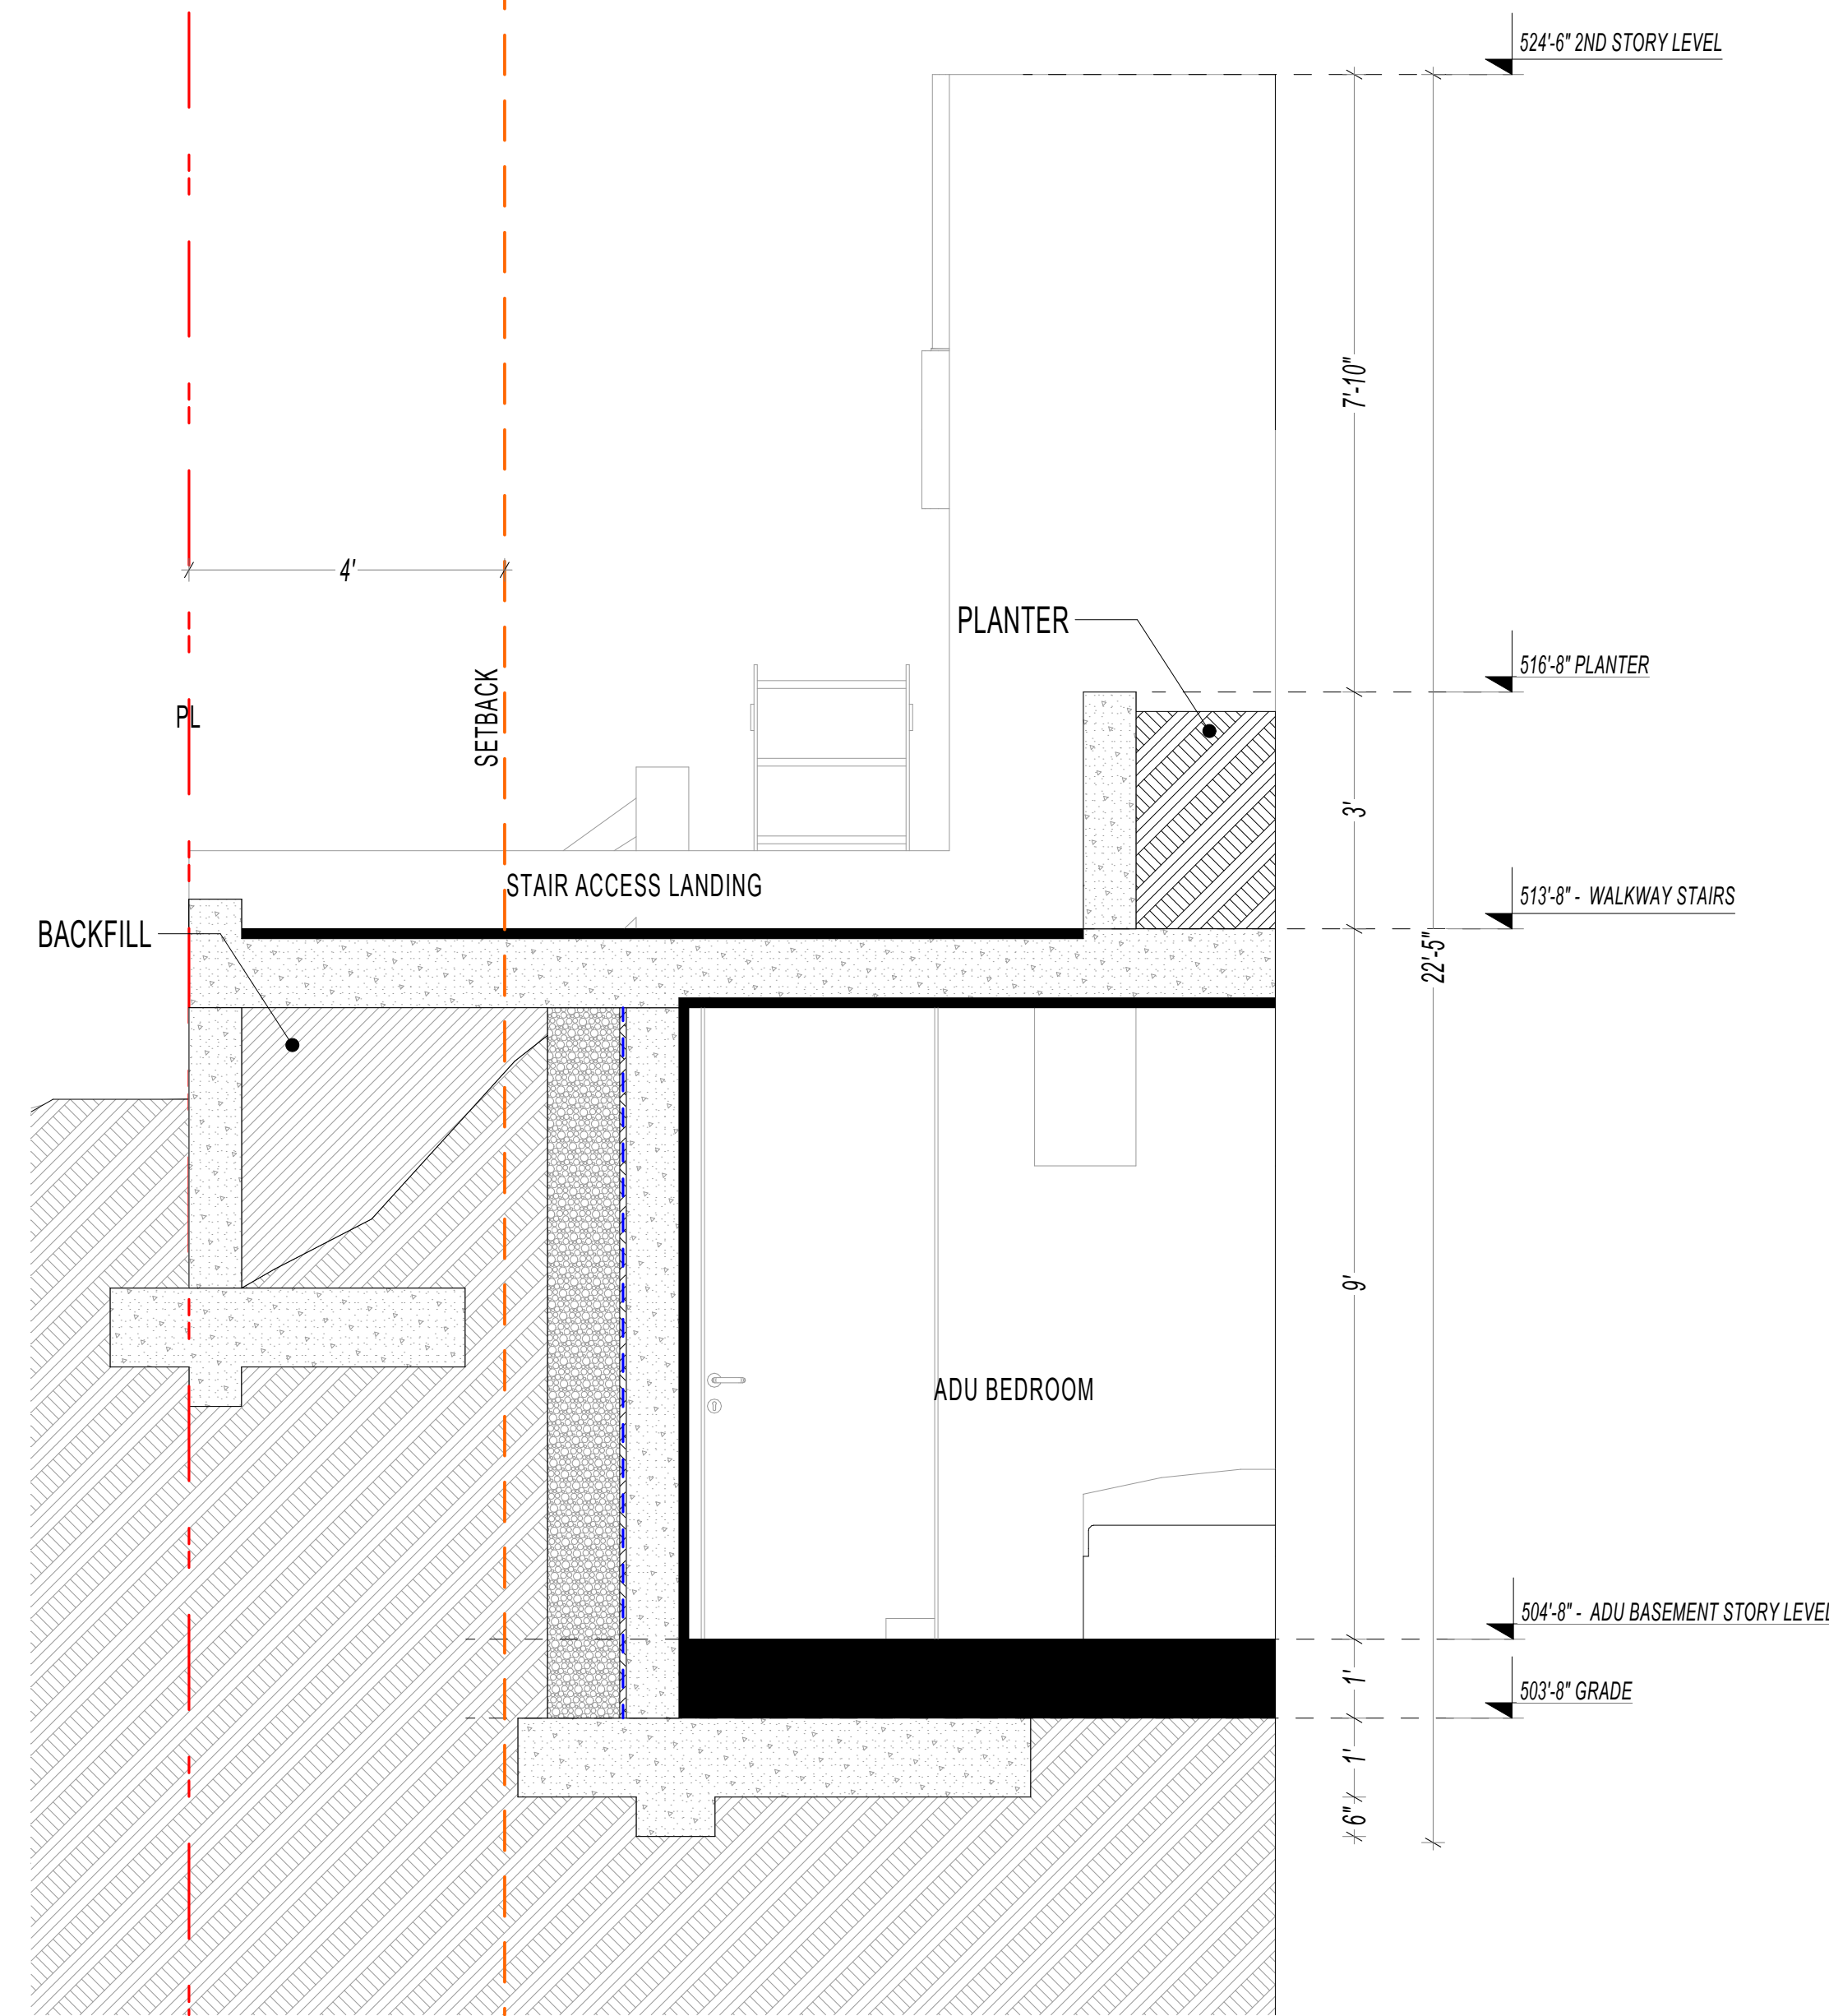 524'-6" 2ND STORY LEVEL
7'-10"
4'
PLANTER
516'-8" PLANTER
SETBACK
PL
3'
STAIR ACCESS LANDING
513'-8" - WALKWAY STAIRS
BACKFILL
22'-5"
9'
ADU BEDROOM
504'-8" - ADU BASEMENT STORY LEVEL
1'
503'-8" GRADE
1'
6"